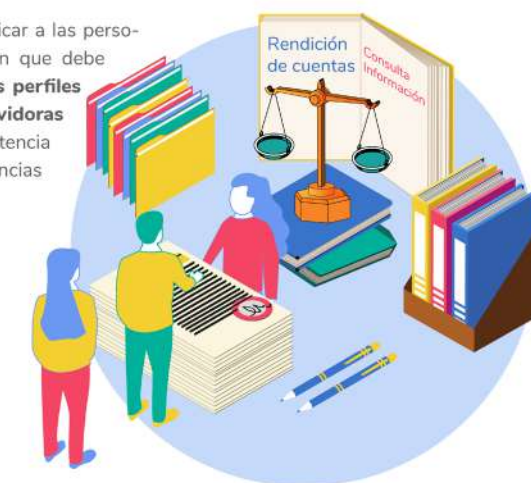 icar a las perso-
n que debe
s perfiles
vidoras
tencia
ncias
Rendición
de cuentas
Consulta
Información